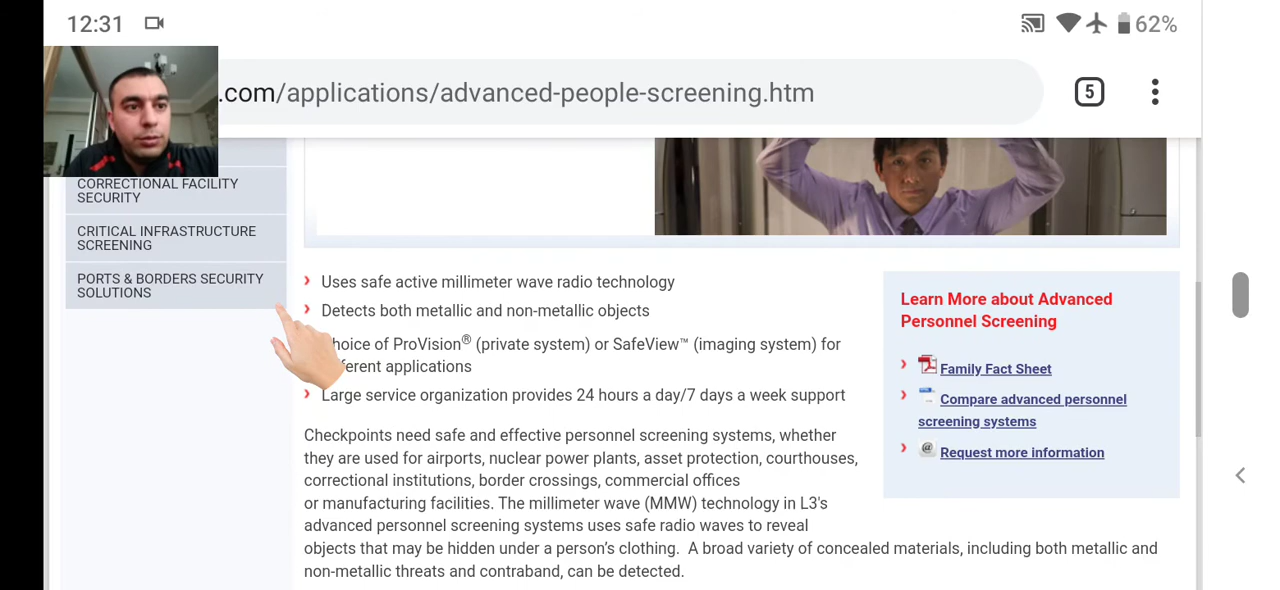 12:31
62%
.com/applications/advanced-people-screening.htm
5
CORRECTIONAL FACILITY
SECURITY
CRITICAL INFRASTRUCTURE
SCREENING
PORTS & BORDERS SECURITY
SOLUTIONS
Uses safe active millimeter wave radio technology
Detects both metallic and non-metallic objects
of ProVision® (private system) or SafeView™ (imaging system) for
applications
Large service organization provides 24 hours a day/7 days a week support
Checkpoints need safe and effective personnel screening systems, whether
they are used for airports, nuclear power plants, asset protection, courthouses,
correctional institutions, border crossings, commercial offices
or manufacturing facilities. The millimeter wave (MMW) technology in L3's
advanced personnel screening systems uses safe radio waves to reveal
objects that may be hidden under a person's clothing. A broad variety of concealed materials, including both metallic and
non-metallic threats and contraband, can be detected.
Learn More about Advanced
Personnel Screening
Family Fact Sheet
Compare advanced personnel
screening systems
Request more information